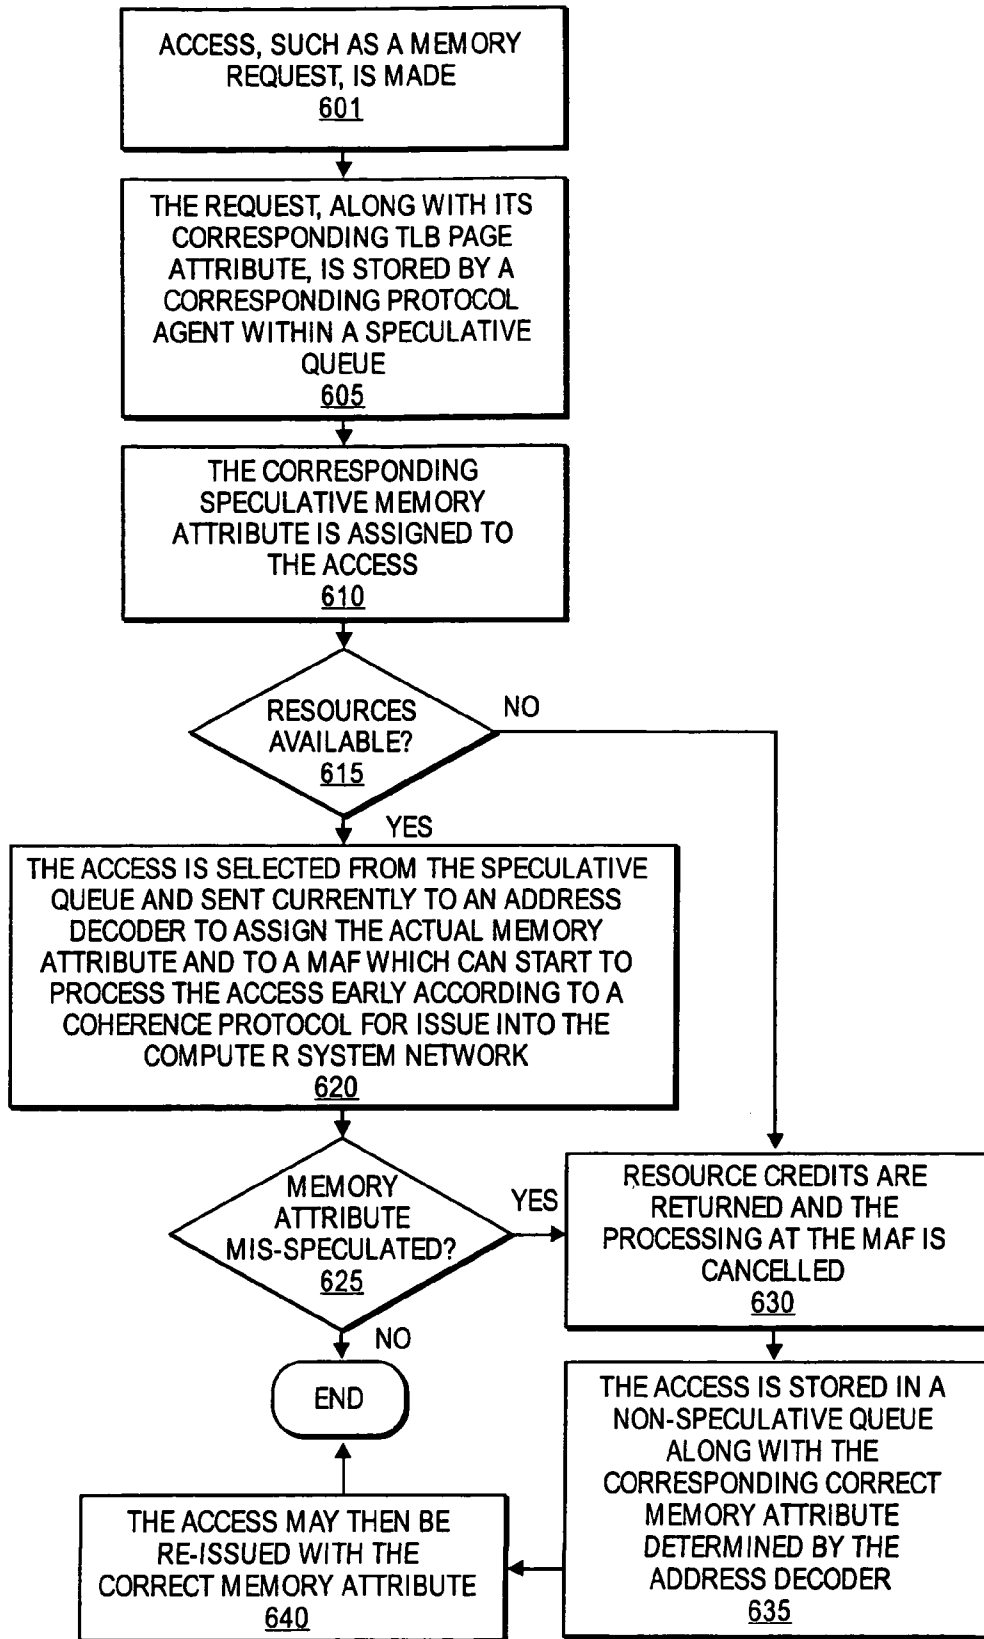 ACCESS, SUCH AS A MEMORY
REQUEST, IS MADE
601
THE REQUEST, ALONG WITH ITS
CORRESPONDING TLB PAGE
ATTRIBUTE, IS STORED BY A
CORRESPONDING PROTOCOL
AGENT WITHIN A SPECULATIVE
QUEUE
605
THE CORRESPONDING
SPECULATIVE MEMORY
ATTRIBUTE IS ASSIGNED TO
THE ACCESS
610
RESOURCES
AVAILABLE?
615
NO
YES
THE ACCESS IS SELECTED FROM THE SPECULATIVE
QUEUE AND SENT CURRENTLY TO AN ADDRESS
DECODER TO ASSIGN THE ACTUAL MEMORY
ATTRIBUTE AND TO A MAF WHICH CAN START TO
PROCESS THE ACCESS EARLY ACCORDING TO A
COHERENCE PROTOCOL FOR ISSUE INTO THE
COMPUTE R SYSTEM NETWORK
620
MEMORY
ATTRIBUTE
MIS-SPECULATED?
625
YES
NO
RESOURCE CREDITS ARE
RETURNED AND THE
PROCESSING AT THE MAF IS
CANCELLED
630
END
THE ACCESS IS STORED IN A
NON-SPECULATIVE QUEUE
ALONG WITH THE
CORRESPONDING CORRECT
MEMORY ATTRIBUTE
DETERMINED BY THE
ADDRESS DECODER
635
THE ACCESS MAY THEN BE
RE-ISSUED WITH THE
CORRECT MEMORY ATTRIBUTE
640